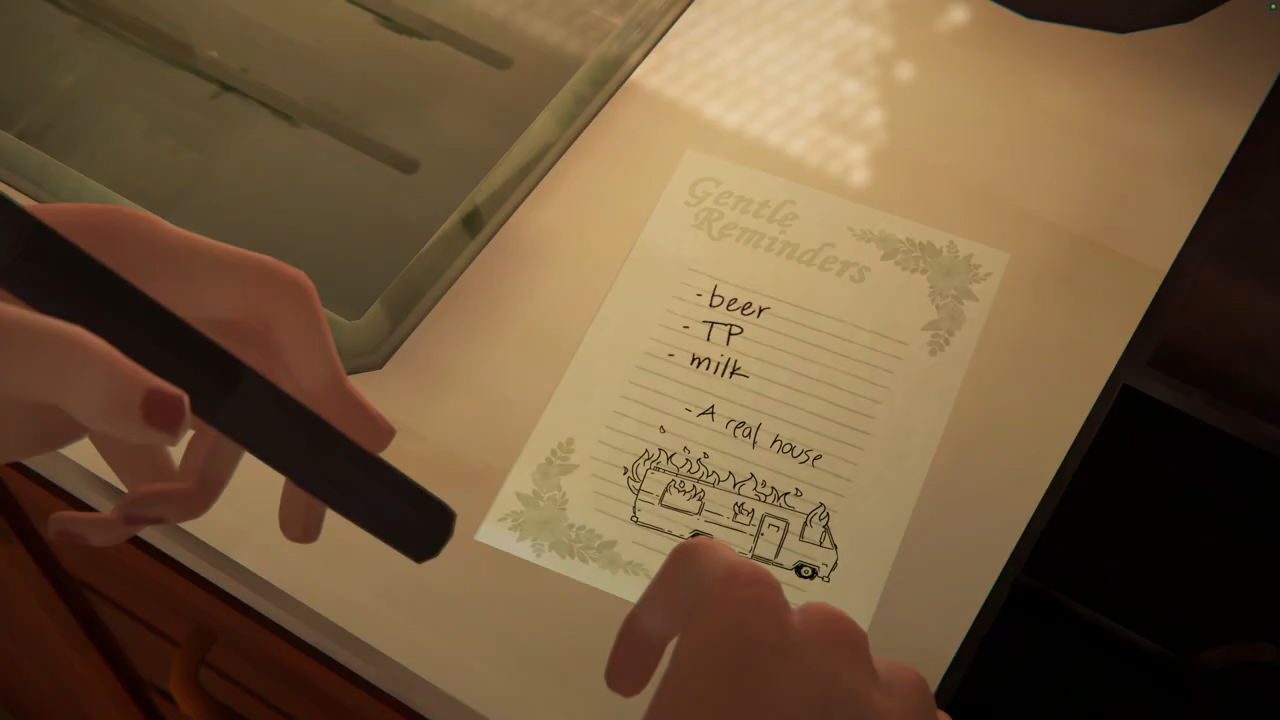 Gentle
Reminders
- beer
- TP
- milk
- A real house